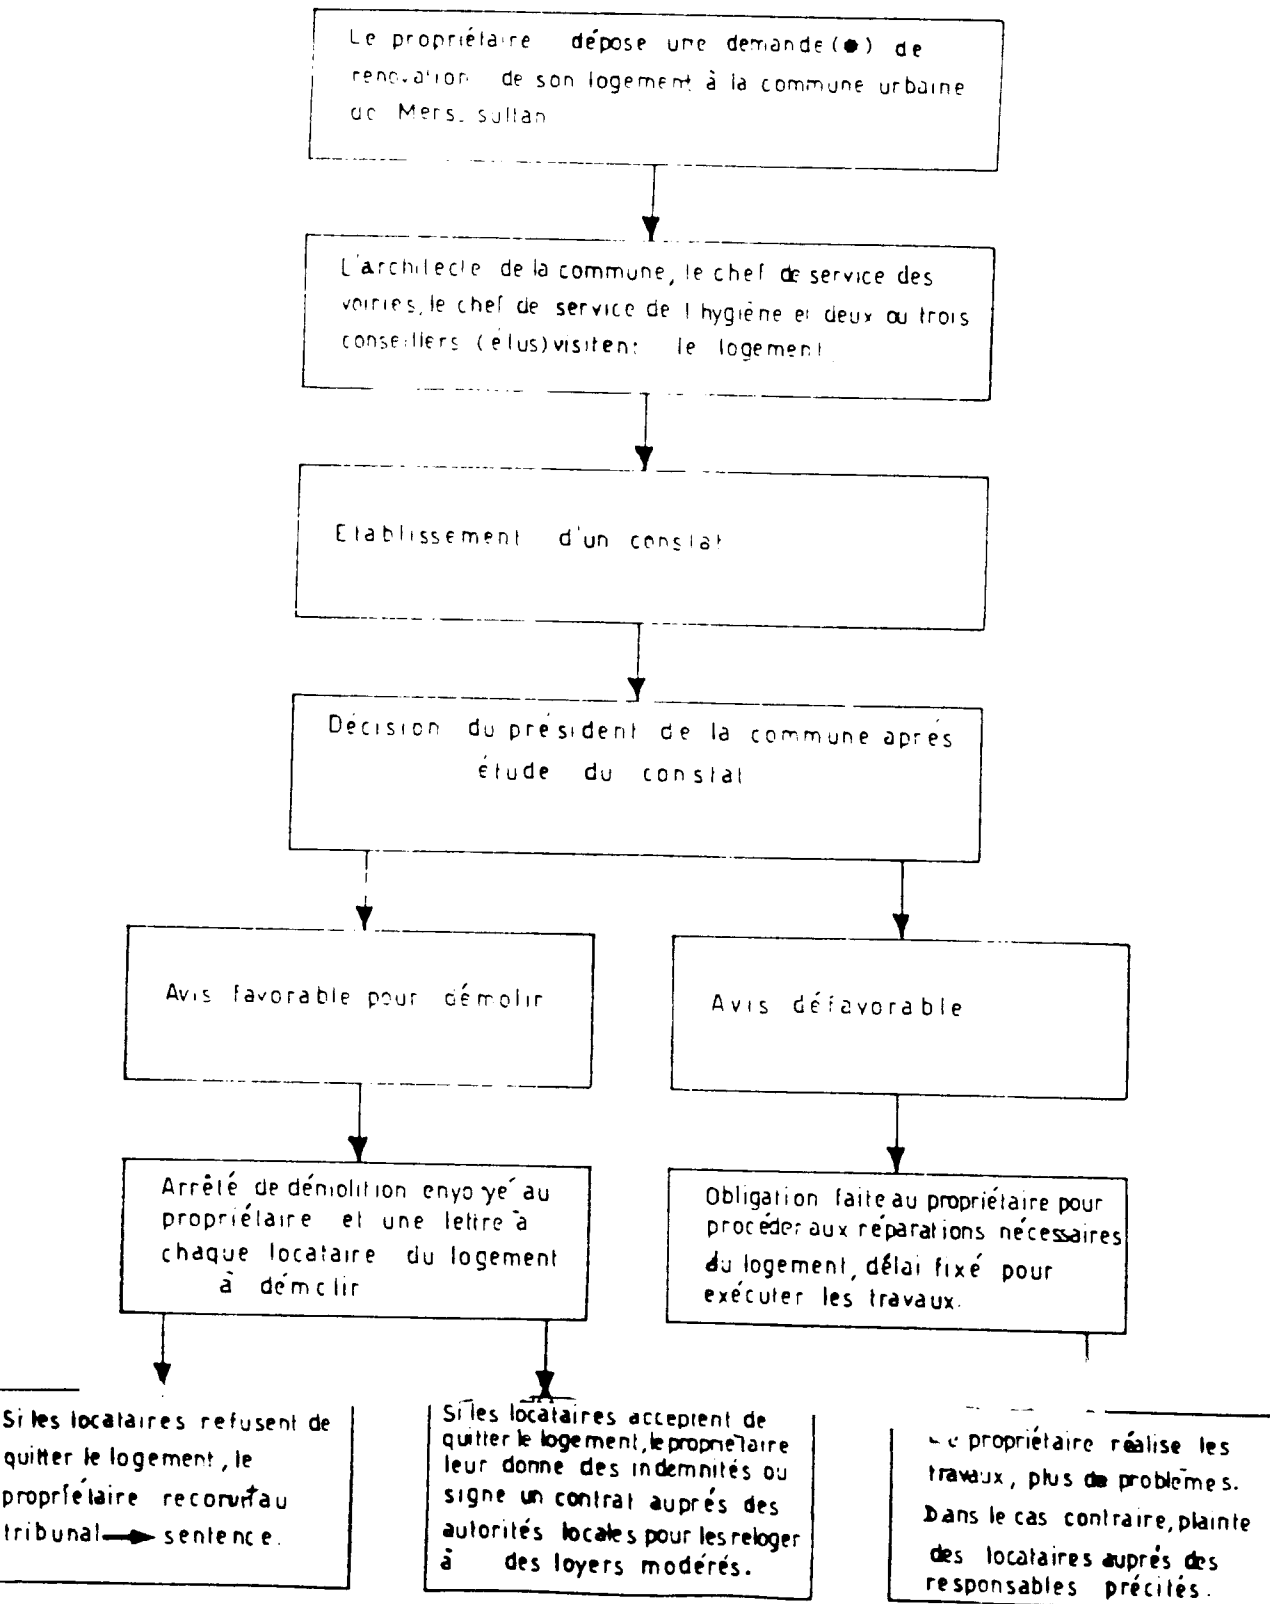 Le propriétaire dépose une demande (●) de
renovation de son logement à la commune urbaine
de Mers. sultan
L'architecte de la commune, le chef de service des
voiries, le chef de service de l hygiène et deux ou trois
conseillers (élus) visitent le logement
Etablissement d'un constat
Décision du président de la commune aprés
étude du constat
Avis favorable pour démolir
Avis défavorable
Arrêté de démolition envoyé au
propriétaire et une lettre à
chaque locataire du logement
à démolir
Obligation faite au propriétaire pour
procéder aux réparations nécessaires
du logement, délai fixé pour
exécuter les travaux.
Si les locataires refusent de
quitter le logement, le
propriétaire recourt au
tribunal → sentence.
Si les locataires acceptent de
quitter le logement, le propriétaire
leur donne des indemnités ou
signe un contrat auprés des
autorités locales pour les reloger
à des loyers modérés.
Le propriétaire réalise les
travaux, plus de problèmes.
Dans le cas contraire, plainte
des locataires auprés des
responsables précités.